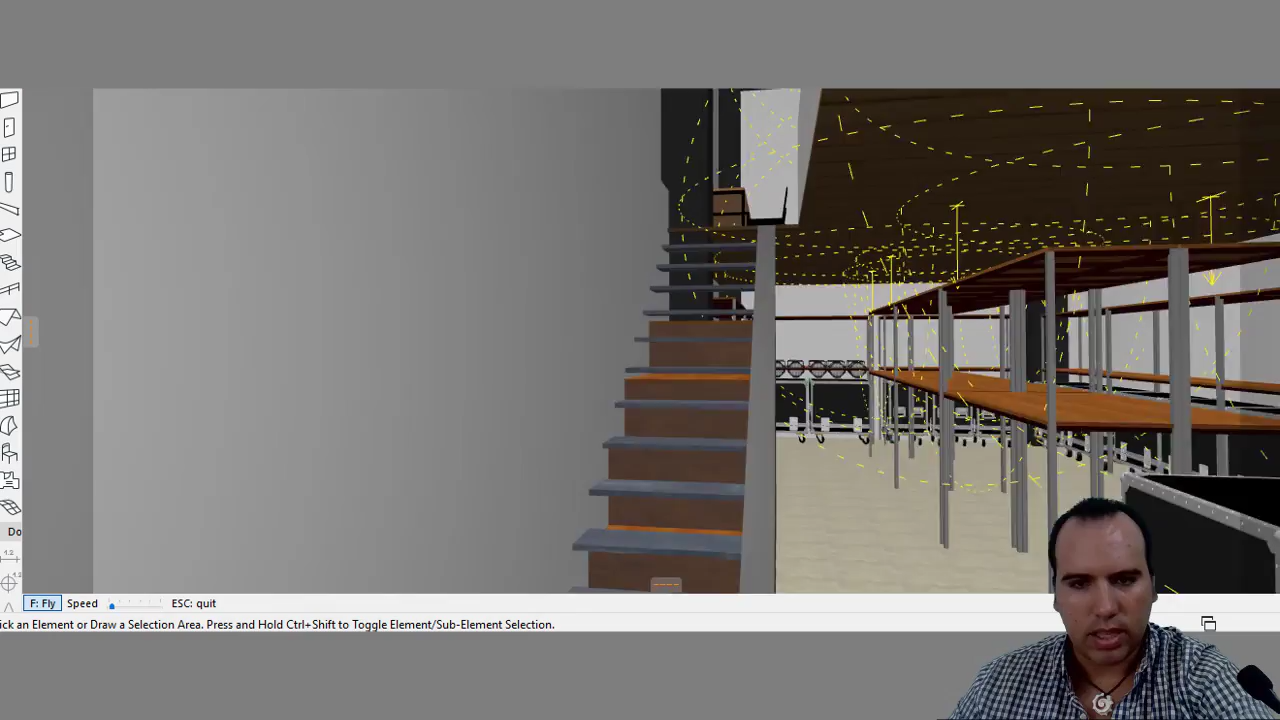 Do
F: Fly Speed ESC: quit
ick an Element or Draw a Selection Area. Press and Hold Ctrl+Shift to Toggle Element/Sub-Element Selection.